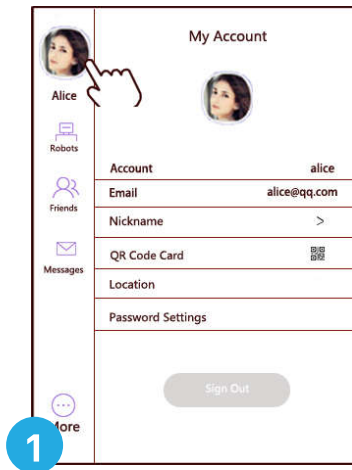 My Account
Alice
Robots
Friends
Messages
More
Account alice
Email alice@qq.com
Nickname >
QR Code Card
Location
Password Settings
Sign Out
1